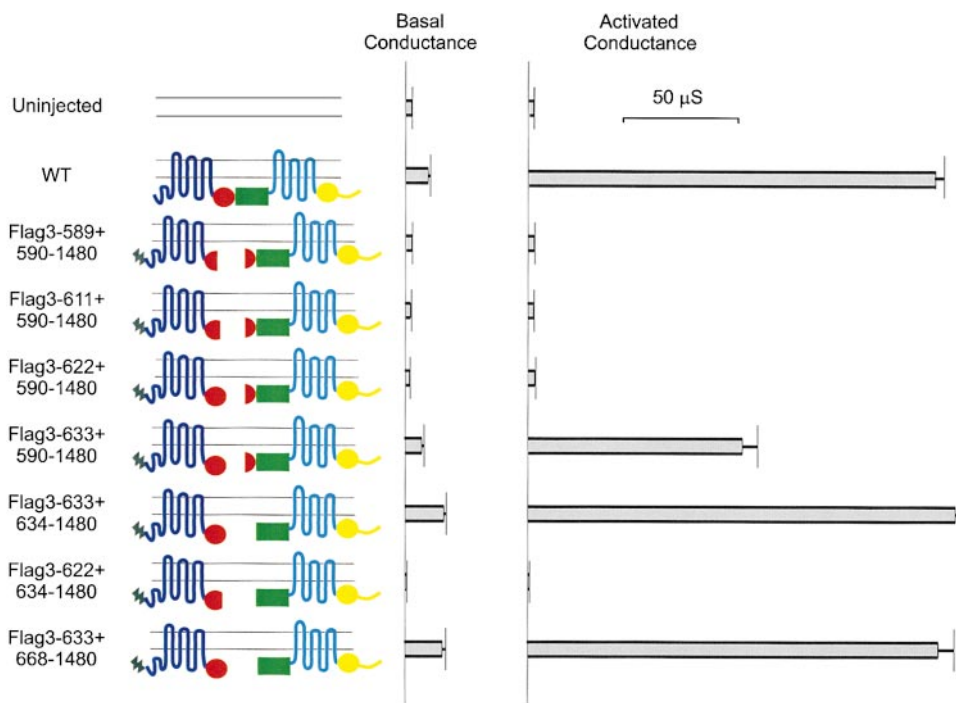 Basal
Conductance
Activated
Conductance
50 μS
Uninjected
WT
Flag3-589+
590-1480
Flag3-611+
590-1480
Flag3-622+
590-1480
Flag3-633+
590-1480
Flag3-633+
634-1480
Flag3-622+
634-1480
Flag3-633+
668-1480